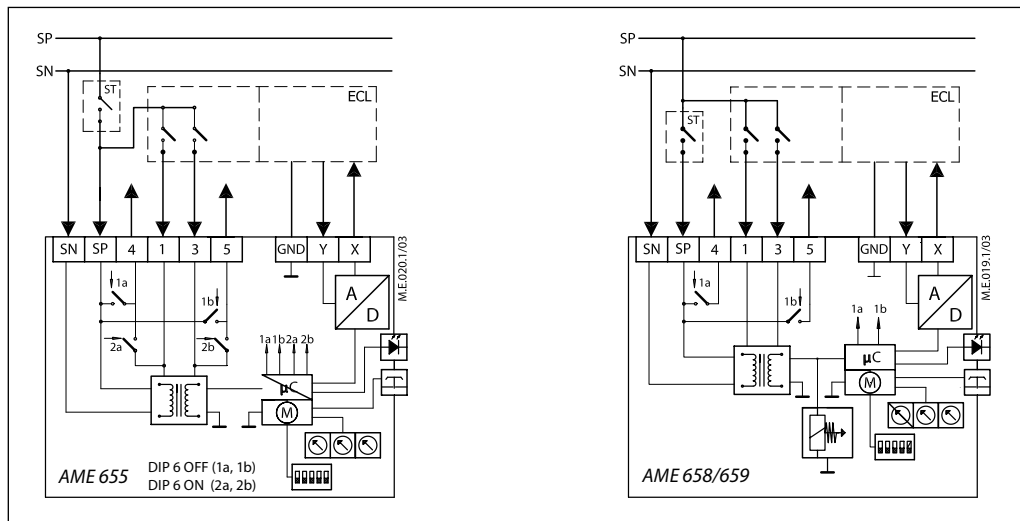 SP
SN
ST
ECL
SN SP 4 1 3 5 GND Y X
1a
1b
2a
2b
1a 1b 2a 2b
A
D
µC
M
M.E.020.1/03
AME 655
DIP 6 OFF (1a, 1b)
DIP 6 ON (2a, 2b)
SP
SN
ST
ECL
SN SP 4 1 3 5 GND Y X
1a
1b
1a 1b
A
D
µC
M
M.E.019.1/03
AME 658/659